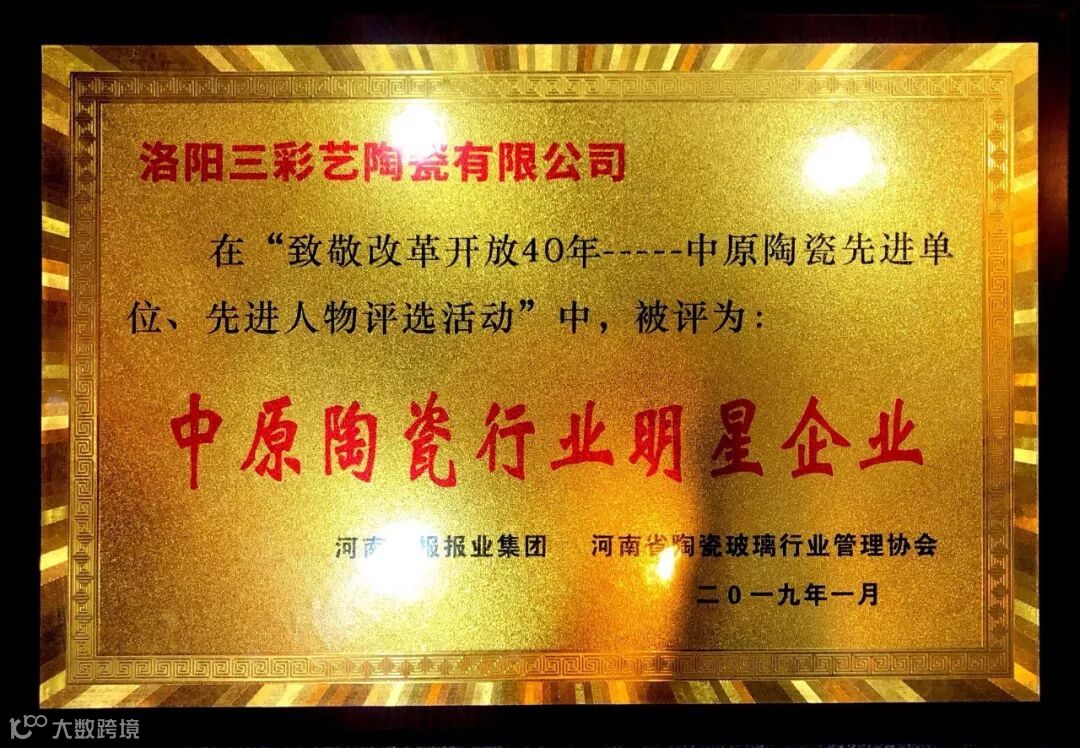 洛阳三彩艺陶瓷有限公司
在“致敬改革开放40年-----中原陶瓷先进单
位、先进人物评选活动”中，被评为：
中原陶瓷行业明星企业
河南 报报业集团 河南省陶瓷玻璃行业管理协会
二0一九年一月
大数跨境